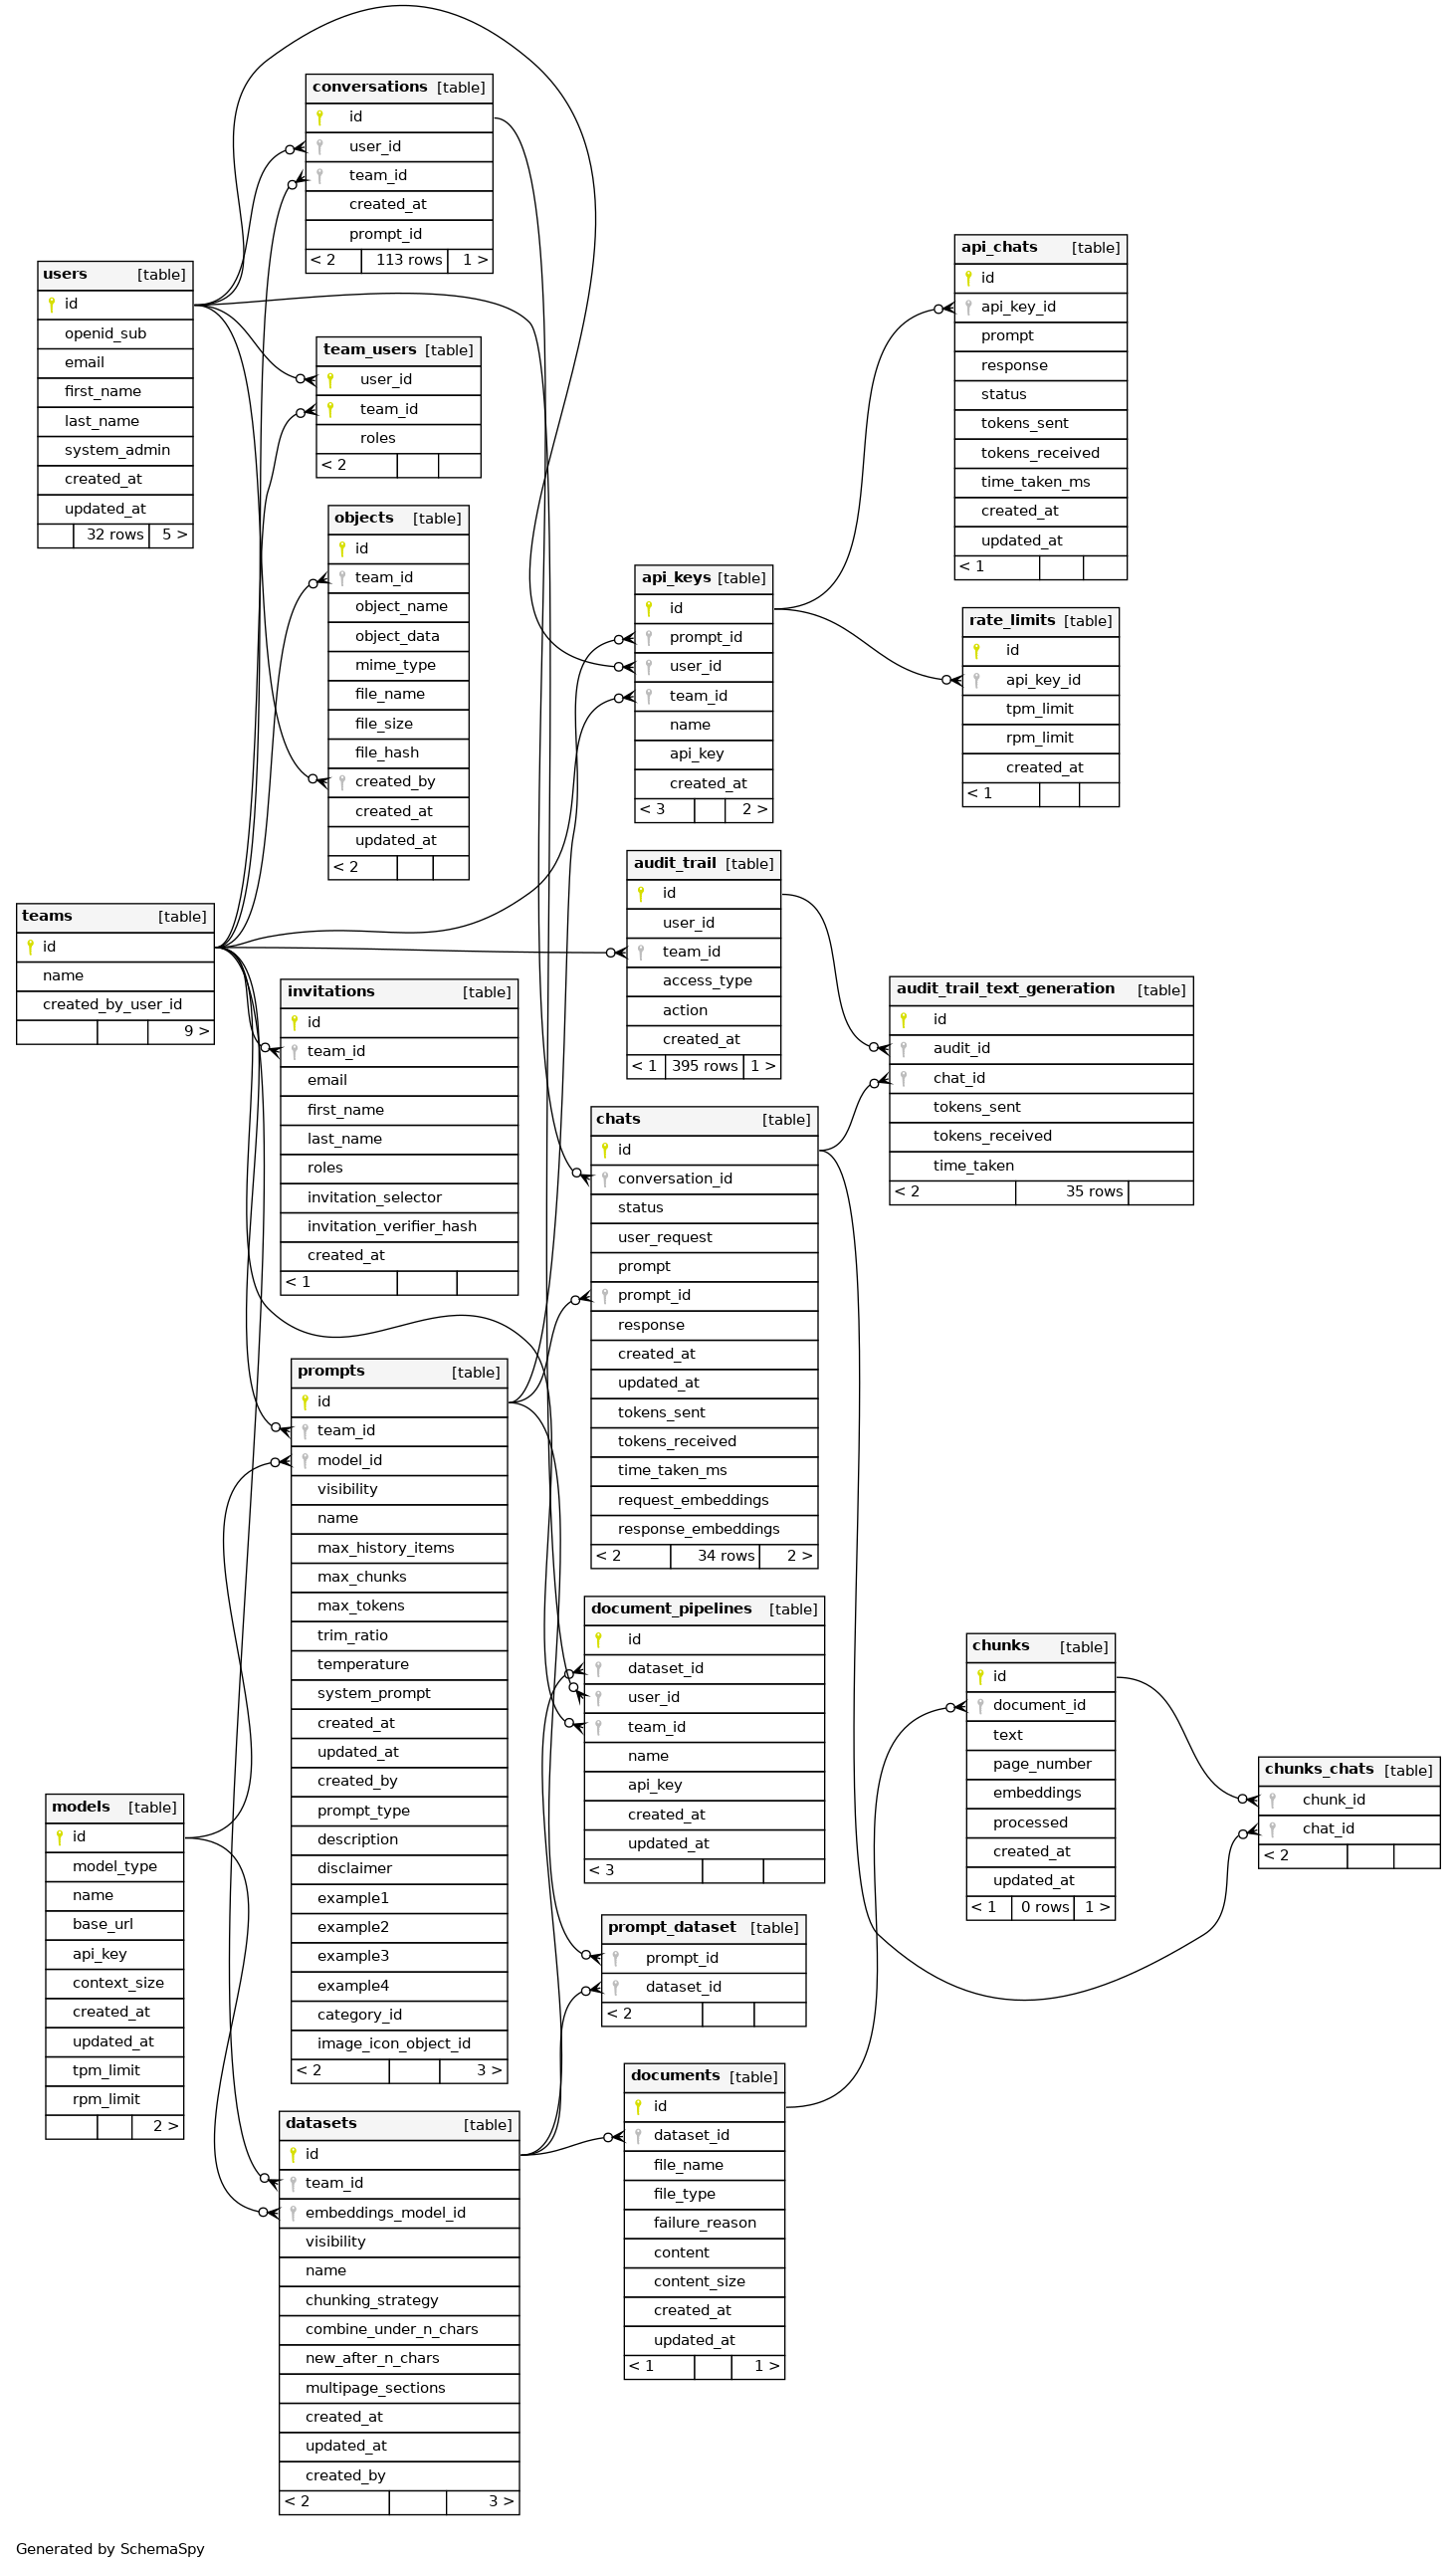 conversations [table]
id
user_id
team_id
created_at
prompt_id
< 2 113 rows 1 >
users [table]
id
openid_sub
email
first_name
last_name
system_admin
created_at
updated_at
32 rows 5 >
team_users [table]
user_id
team_id
roles
< 2
objects [table]
id
team_id
object_name
object_data
mime_type
file_name
file_size
file_hash
created_by
created_at
updated_at
< 2
api_chats [table]
id
api_key_id
prompt
response
status
tokens_sent
tokens_received
time_taken_ms
created_at
updated_at
< 1
api_keys [table]
id
prompt_id
user_id
team_id
name
api_key
created_at
< 3 2 >
rate_limits [table]
id
api_key_id
tpm_limit
rpm_limit
created_at
< 1
teams [table]
id
name
created_by_user_id
9 >
audit_trail [table]
id
user_id
team_id
access_type
action
created_at
< 1 395 rows 1 >
invitations [table]
id
team_id
email
first_name
last_name
roles
invitation_selector
invitation_verifier_hash
created_at
< 1
audit_trail_text_generation [table]
id
audit_id
chat_id
tokens_sent
tokens_received
time_taken
< 2 35 rows
chats [table]
id
conversation_id
status
user_request
prompt
prompt_id
response
created_at
updated_at
tokens_sent
tokens_received
time_taken_ms
request_embeddings
response_embeddings
< 2 34 rows 2 >
prompts [table]
id
team_id
model_id
visibility
name
max_history_items
max_chunks
max_tokens
trim_ratio
temperature
system_prompt
created_at
updated_at
created_by
prompt_type
description
disclaimer
example1
example2
example3
example4
category_id
image_icon_object_id
< 2 3 >
document_pipelines [table]
id
dataset_id
user_id
team_id
name
api_key
created_at
updated_at
< 3
chunks [table]
id
document_id
text
page_number
embeddings
processed
created_at
updated_at
< 1 0 rows 1 >
chunks_chats [table]
chunk_id
chat_id
< 2
models [table]
id
model_type
name
base_url
api_key
context_size
created_at
updated_at
tpm_limit
rpm_limit
2 >
prompt_dataset [table]
prompt_id
dataset_id
< 2
documents [table]
id
dataset_id
file_name
file_type
failure_reason
content
content_size
created_at
updated_at
< 1 1 >
datasets [table]
id
team_id
embeddings_model_id
visibility
name
chunking_strategy
combine_under_n_chars
new_after_n_chars
multipage_sections
created_at
updated_at
created_by
< 2 3 >
Generated by SchemaSpy